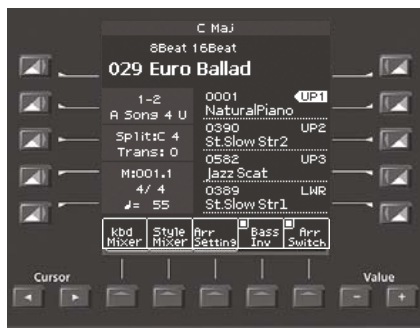 C Maj
8Beat 16Beat
029 Euro Ballad
1-2
A Song 4 U
Split:C 4
Trans: 0
M:001.1
4/ 4
♩= 55
0001 UP1
NaturalPiano
0390 UP2
St.Slow Str2
0582 UP3
Jazz Scat
0389 LWR
St.Slow Str1
kbd Mixer
Style Mixer
Arr Setting
Bass Inv
Arr Switch
Cursor
Value
- +